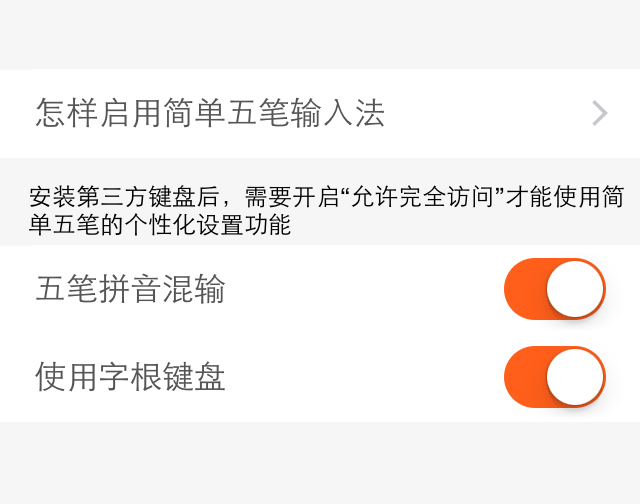 怎样启用简单五笔输入法
安装第三方键盘后，需要开启“允许完全访问”才能使用简
单五笔的个性化设置功能
五笔拼音混输
使用字根键盘